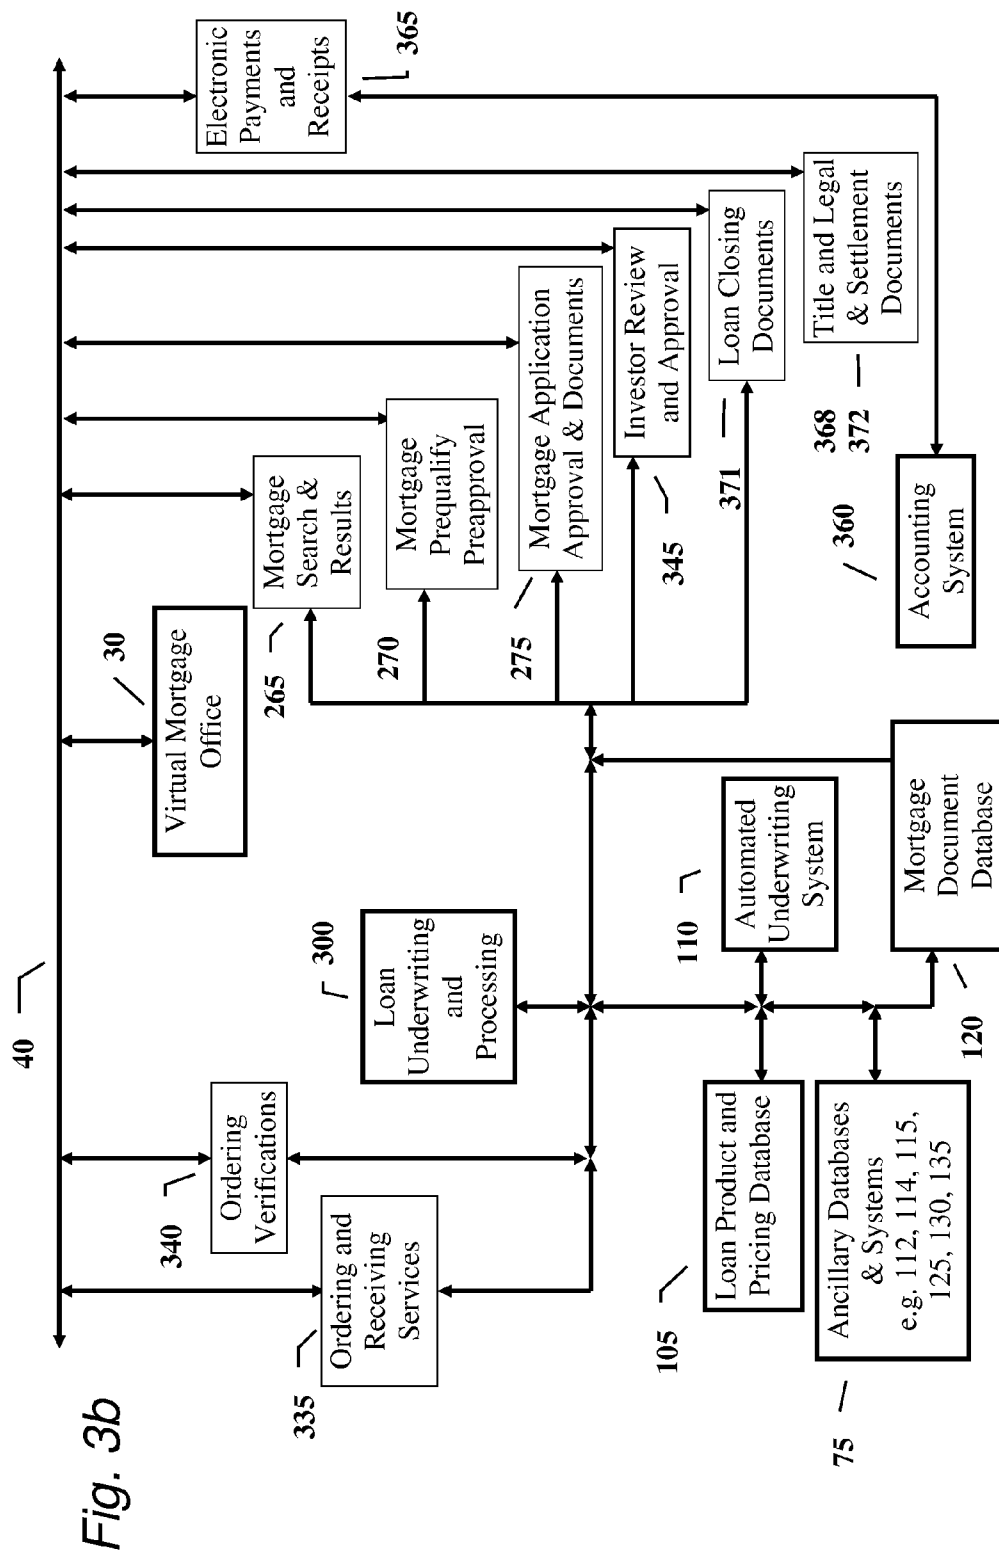 Fig. 3b
40
335
Ordering and
Receiving
Services
340
Ordering
Verifications
300
Loan
Underwriting
and
Processing
30
Virtual Mortgage
Office
265
Mortgage
Search &
Results
270
Mortgage
Prequalify
Preapproval
275
Mortgage Application
Approval & Documents
345
Investor Review
and Approval
371
Loan Closing
Documents
368
372
Title and Legal
& Settlement
Documents
365
Electronic
Payments
and
Receipts
360
Accounting
System
105
Loan Product and
Pricing Database
110
Automated
Underwriting
System
75
Ancillary Databases
& Systems
e.g. 112, 114, 115,
125, 130, 135
120
Mortgage
Document
Database